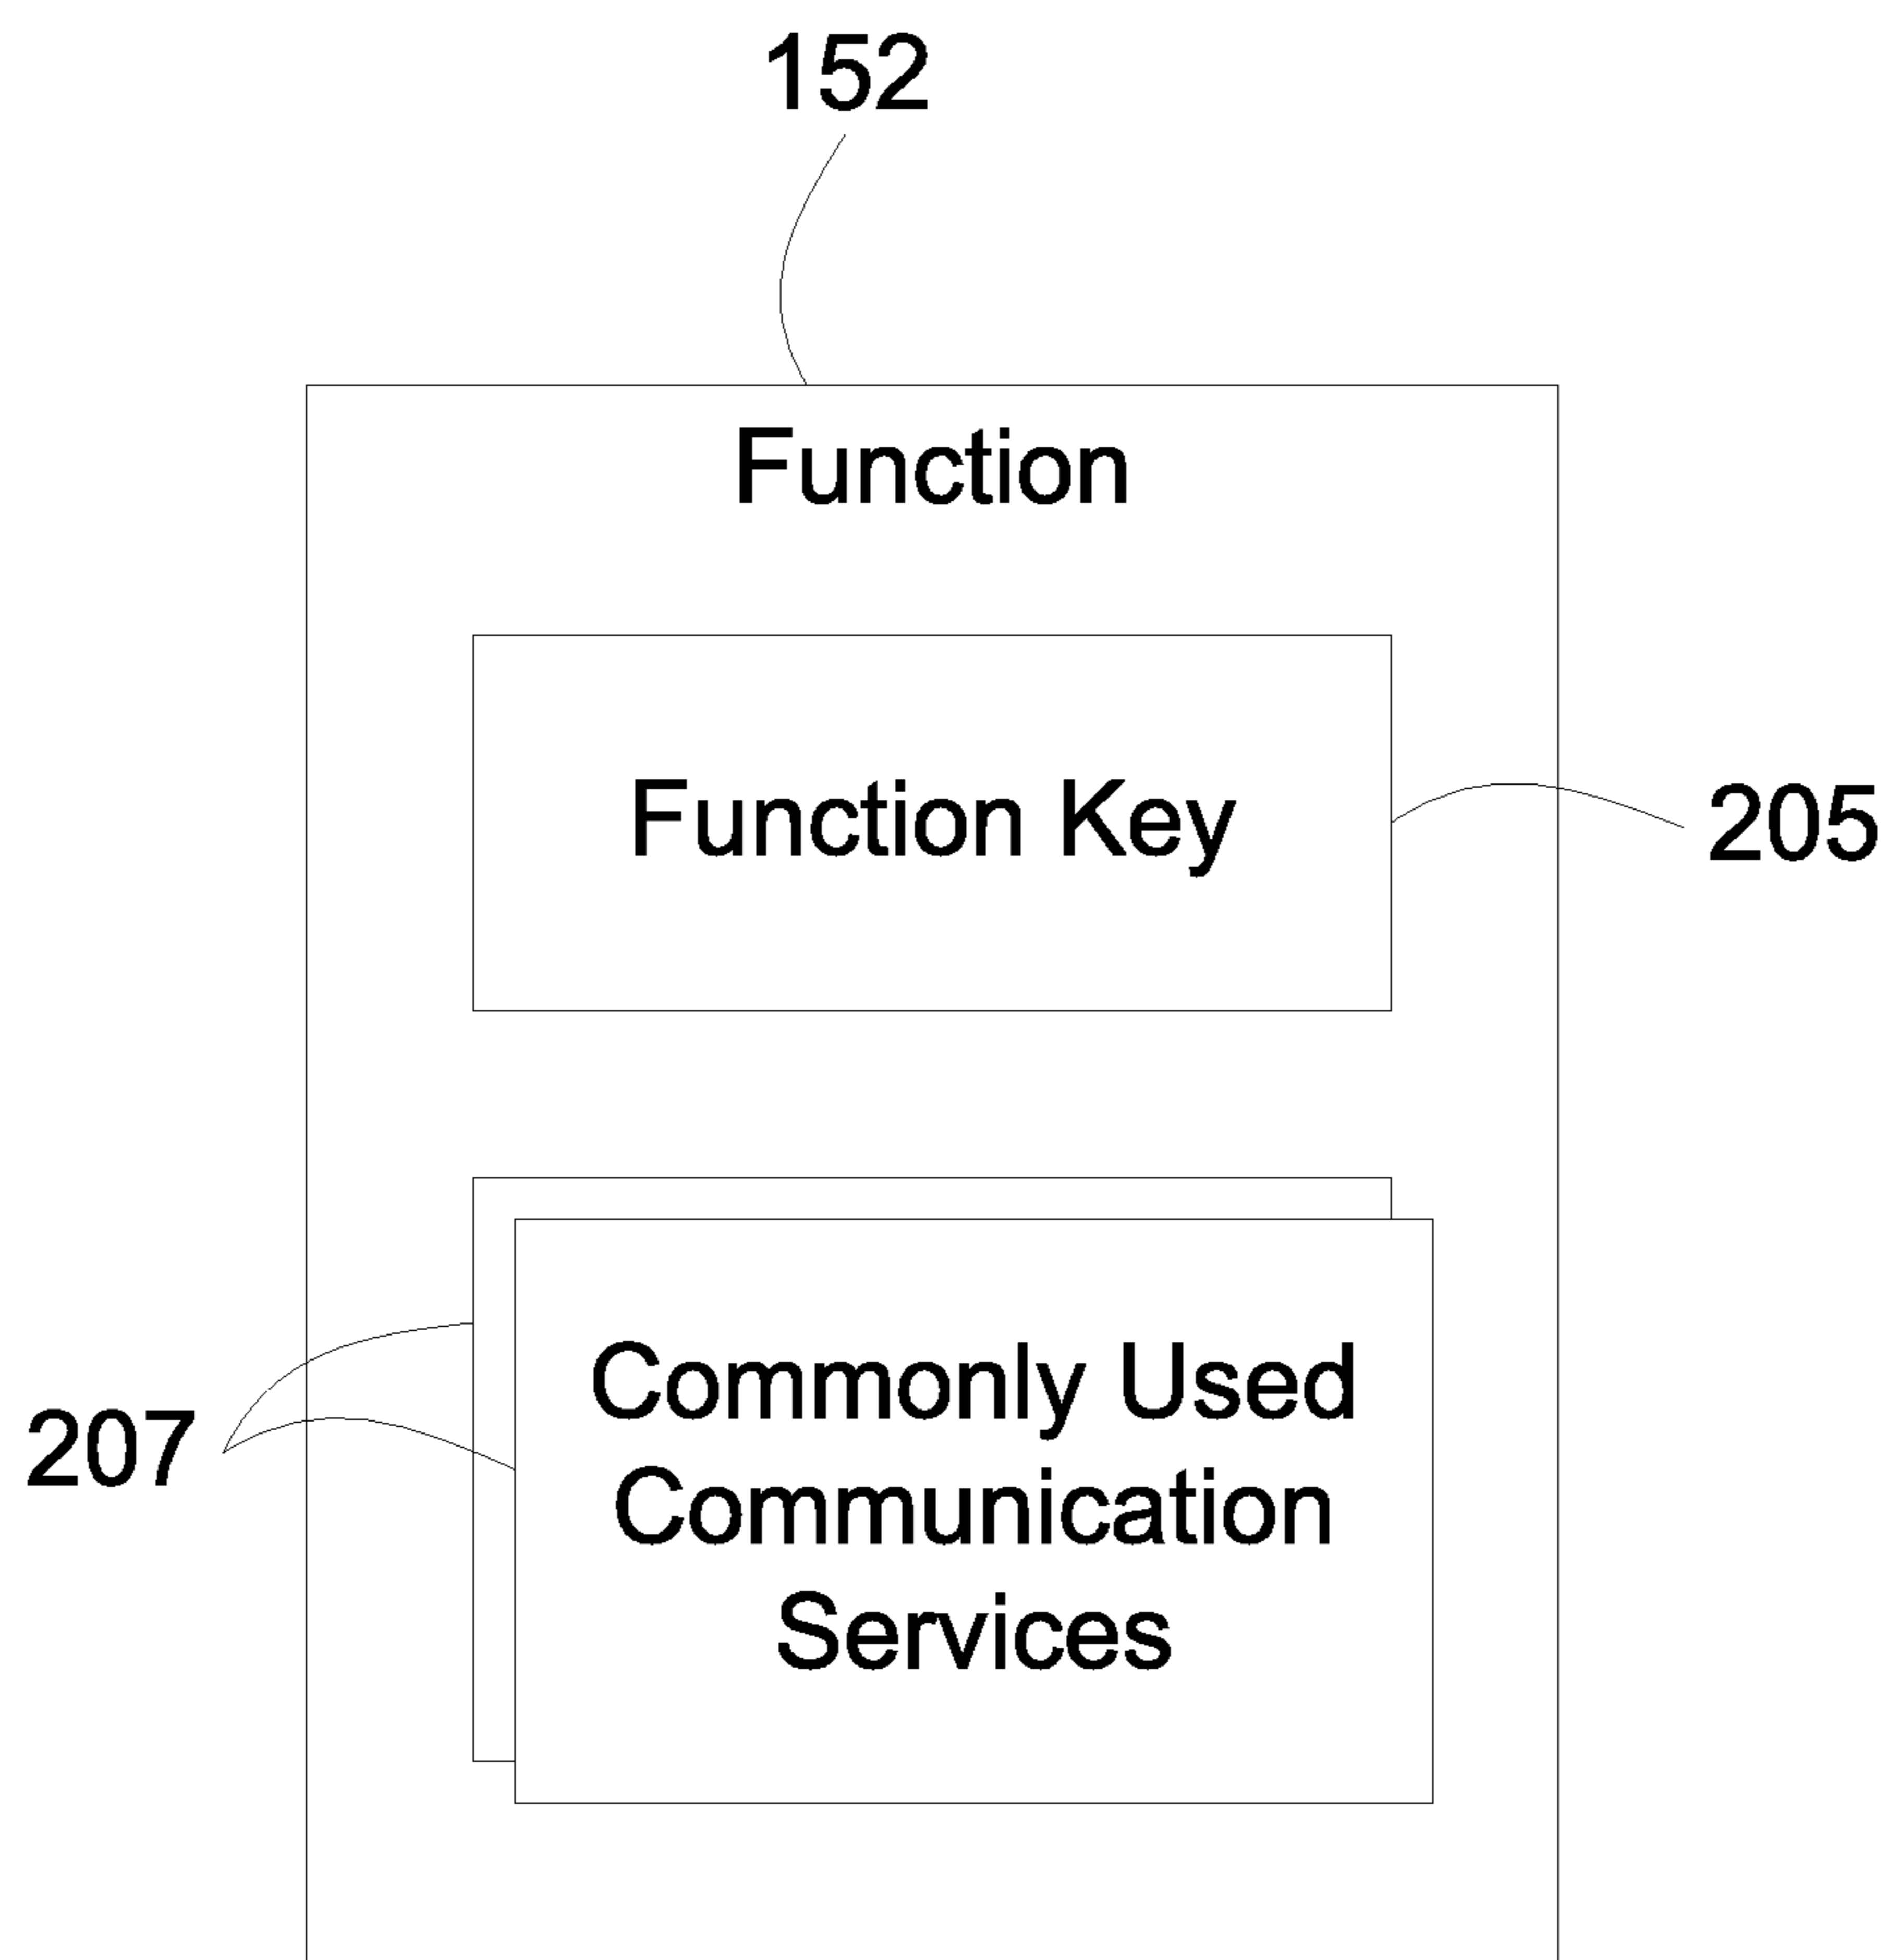 152
Function
Function Key
205
Commonly Used
207
Communication
Services